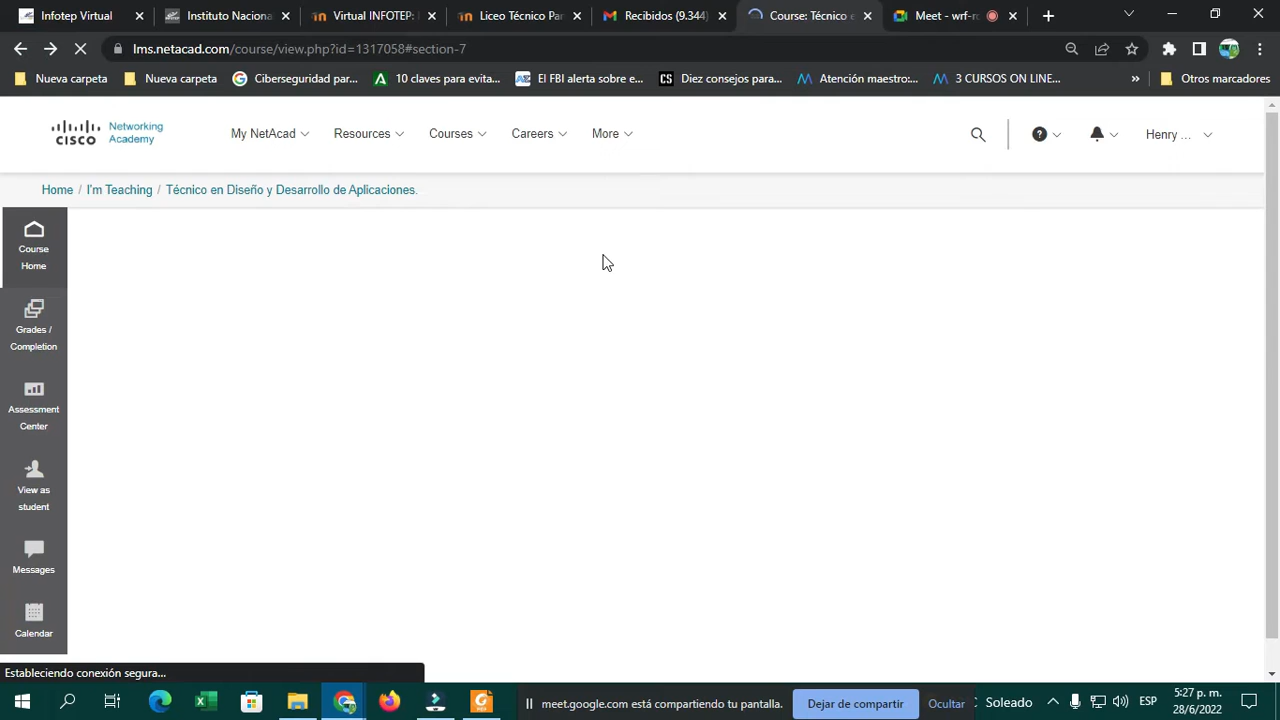 Infotep Virtual
Instituto Naciona
Virtual INFOTEP:
Liceo Técnico Par
Recibidos (9.344)
Course: Técnico e
Meet - wrf-ro
lms.netacad.com/course/view.php?id=1317058#section-7
Nueva carpeta
Nueva carpeta
Ciberseguridad par...
10 claves para evita...
El FBI alerta sobre e...
CS
Diez consejos para...
Atención maestro:...
3 CURSOS ON LINE...
»
Otros marcadores
CISCO
Networking
Academy
My NetAcad
Resources
Courses
Careers
More
Henry ...
Home / I'm Teaching / Técnico en Diseño y Desarrollo de Aplicaciones.
Course
Home
Grades /
Completion
Assessment
Center
View as
student
Messages
Calendar
Estableciendo conexión segura...
meet.google.com está compartiendo tu pantalla.
Dejar de compartir
Ocultar
Soleado
ESP
5:27 p. m.
28/6/2022